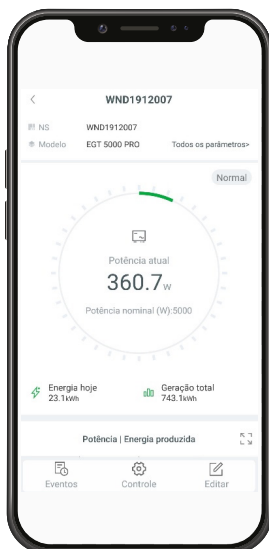 WND1912007
NS WND1912007
Modelo EGT 5000 PRO Todos os parâmetros>
Normal
Potência atual
360.7w
Potência nominal (W):5000
Energia hoje Geração total
23.1kWh 743.1kWh
Potência | Energia produzida
Eventos Controle Editar